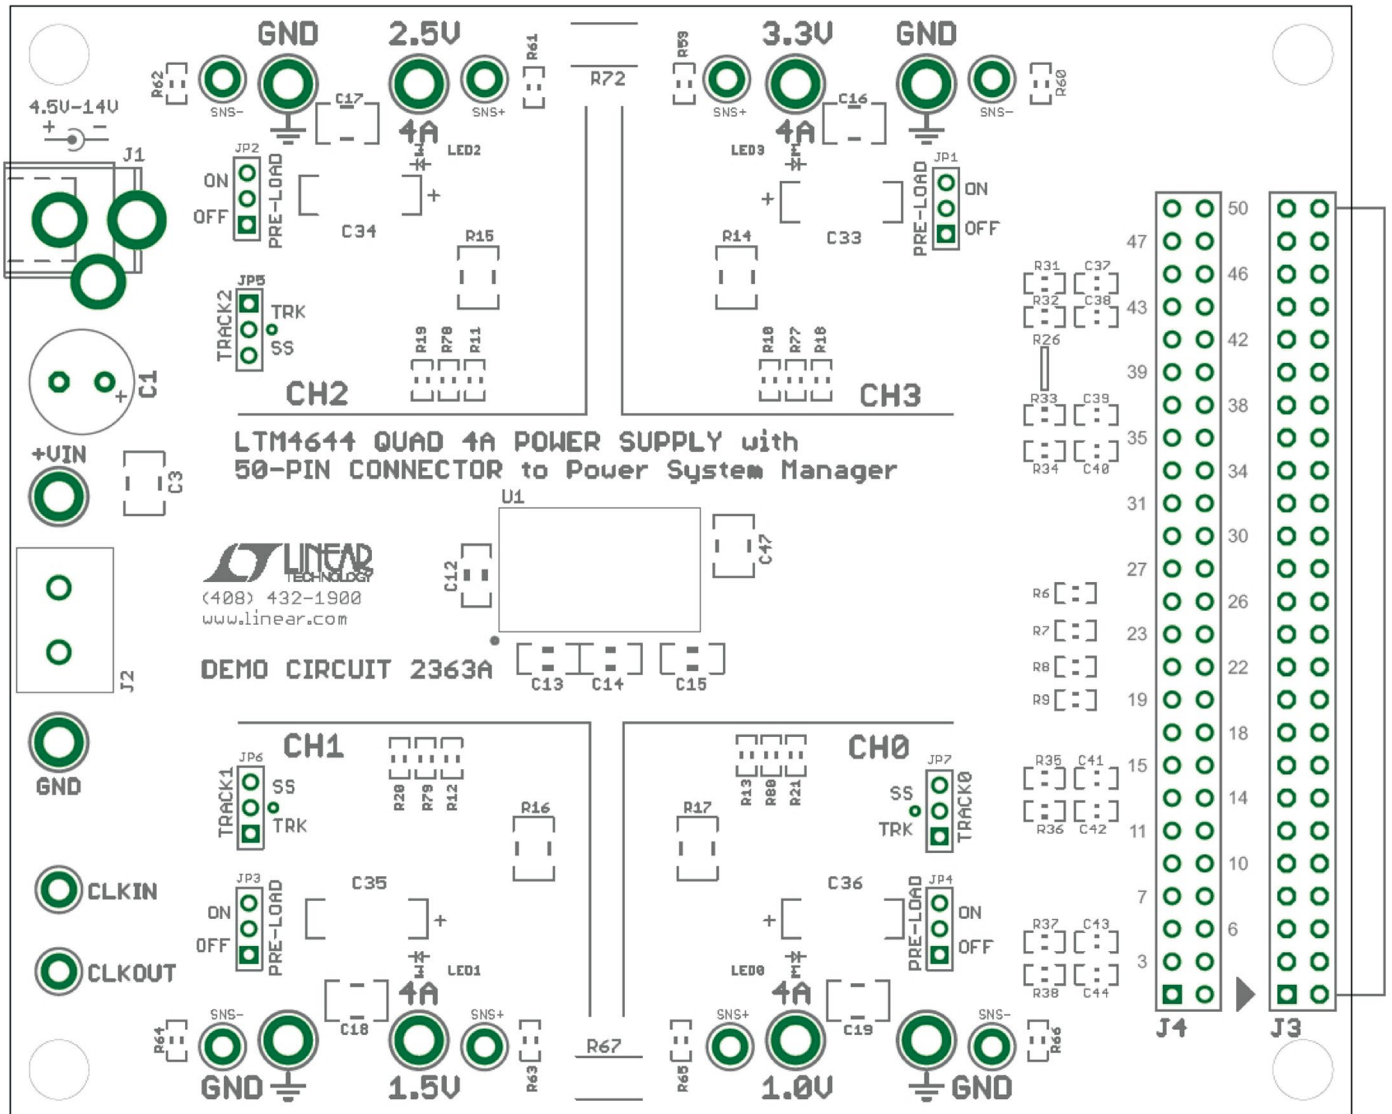 GND 2.5V R61 R59 3.3V GND
R62 R72 R60
SNS- C17 SNS+ SNS+ C16 SNS-
4.5V-14V
+ -
J1
4A 4A
JP2 LED2 LED3 JP1
ON PRE-LOAD + + PRE-LOAD ON
OFF C34 C33 OFF
R15 R14
50
47
46
43
42
39
38
35
34
31
30
27
26
23
22
19
18
15
14
11
10
7
6
3
JP5
TRACK2 TRK
SS
R19 R78 R11 R10 R77 R18
R31 C37
R32 C38
R26
R33 C39
R34 C40
C1
+
CH2 CH3
LTM4644 QUAD 4A POWER SUPPLY with
50-PIN CONNECTOR to Power System Manager
+VIN
C3
U1
C12 C47
LINEAR
TECHNOLOGY
(408) 432-1900
www.linear.com
DEMO CIRCUIT 2363A
C13 C14 C15
J2
R6
R7
R8
R9
GND
CH1 CH0
JP6 JP7
TRACK1 SS SS TRACK0
TRK TRK
R20 R79 R12 R13 R80 R21
R16 R17
R35 C41
R36 C42
CLKIN
CLKOUT
JP3 C35 C36 JP4
ON PRE-LOAD + + PRE-LOAD ON
OFF OFF
LED1 LED0
4A 4A
R37 C43
R38 C44
SNS- C18 SNS+ SNS+ C19 SNS-
R64 R63 R67 R65 R66
GND 1.5V 1.0V GND
J4 J3